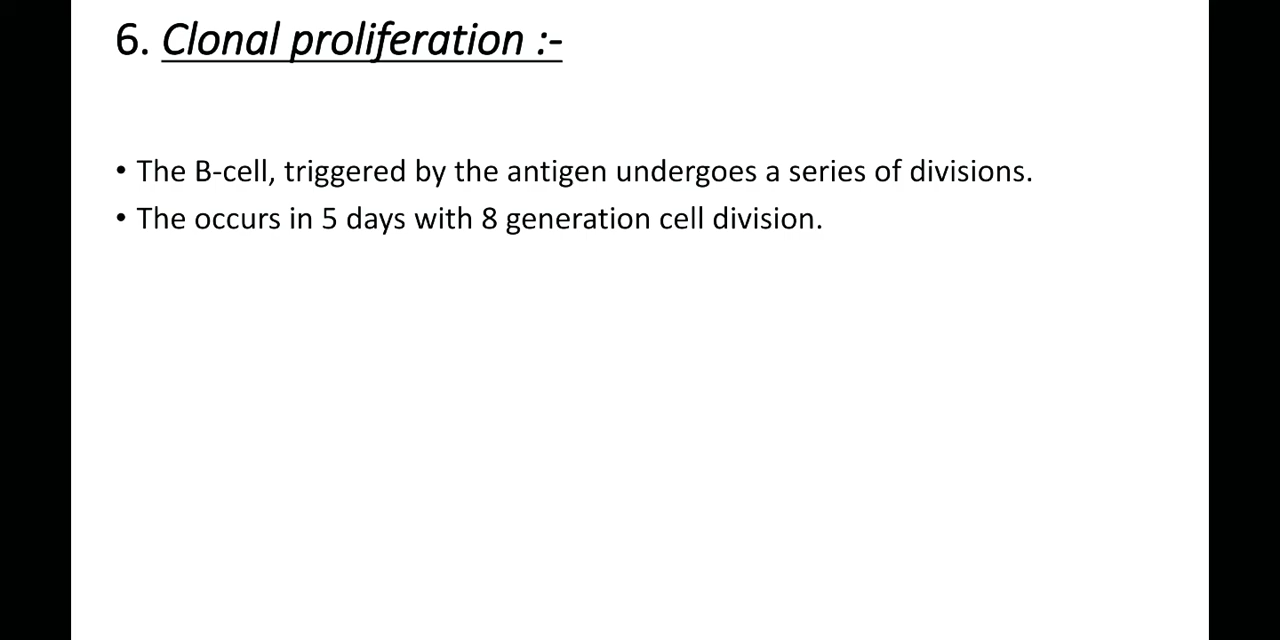 6. Clonal proliferation :-
• The B-cell, triggered by the antigen undergoes a series of divisions.
• The occurs in 5 days with 8 generation cell division.